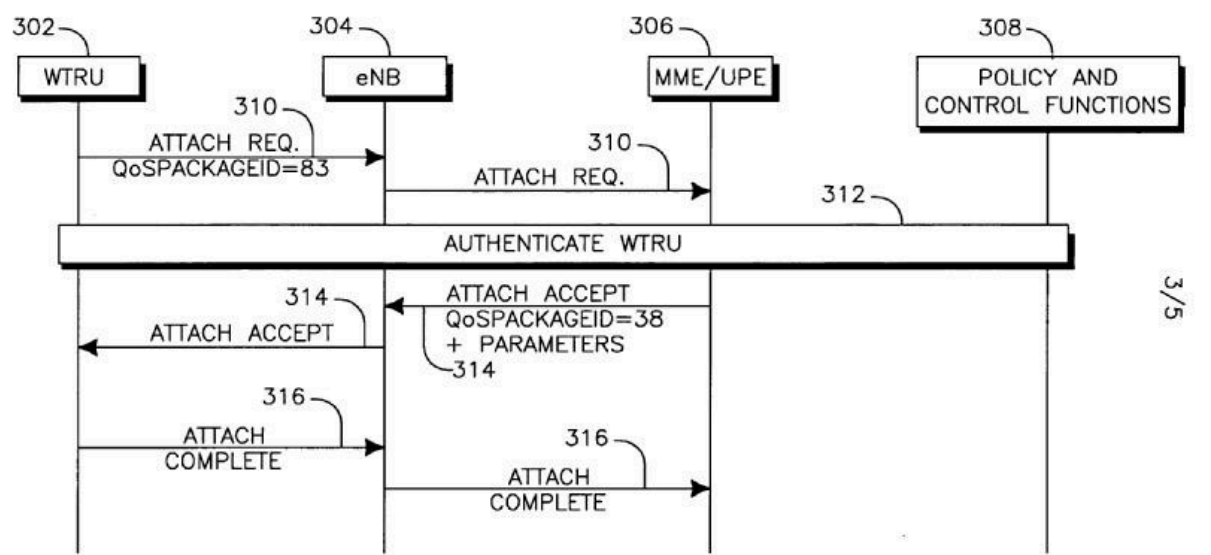 302
304
306
308
WTRU
eNB
MME/UPE
POLICY AND
CONTROL FUNCTIONS
310
ATTACH REQ.
QoSPACKAGEID=83
310
ATTACH REQ.
312
AUTHENTICATE WTRU
314
ATTACH ACCEPT
ATTACH ACCEPT
QoSPACKAGEID=38
+ PARAMETERS
314
3/5
316
ATTACH
COMPLETE
316
ATTACH
COMPLETE